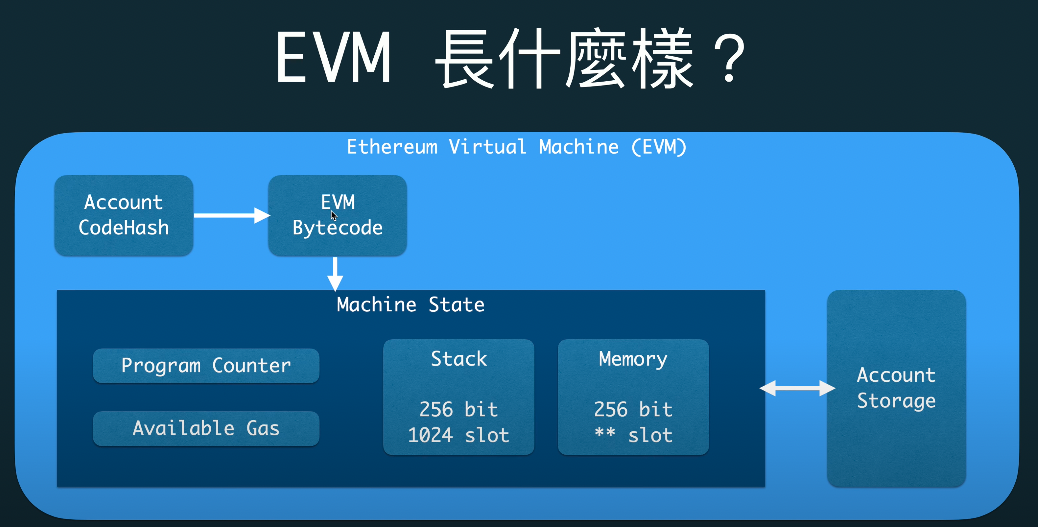 EVM 長什麼樣？
Ethereum Virtual Machine (EVM)
Account
CodeHash
EVM
Bytecode
Machine State
Program Counter
Available Gas
Stack
256 bit
1024 slot
Memory
256 bit
** slot
Account
Storage